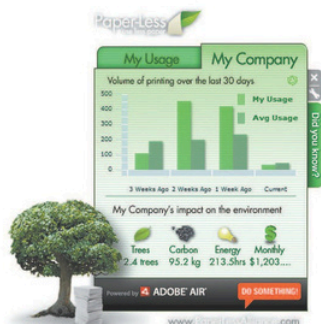 PaperLess
My Usage
My Company
Volume of printing over the last 30 days
500
400
300
200
100
0
My Usage
Avg Usage
3 Weeks Ago 2 Weeks Ago 1 Week Ago Current
Did you know?
My Company's impact on the environment
Trees Carbon Energy Monthly
2.4 trees 95.2 kg 213.5hrs $1,203....
Powered by ADOBE® AIR™
DO SOMETHING!